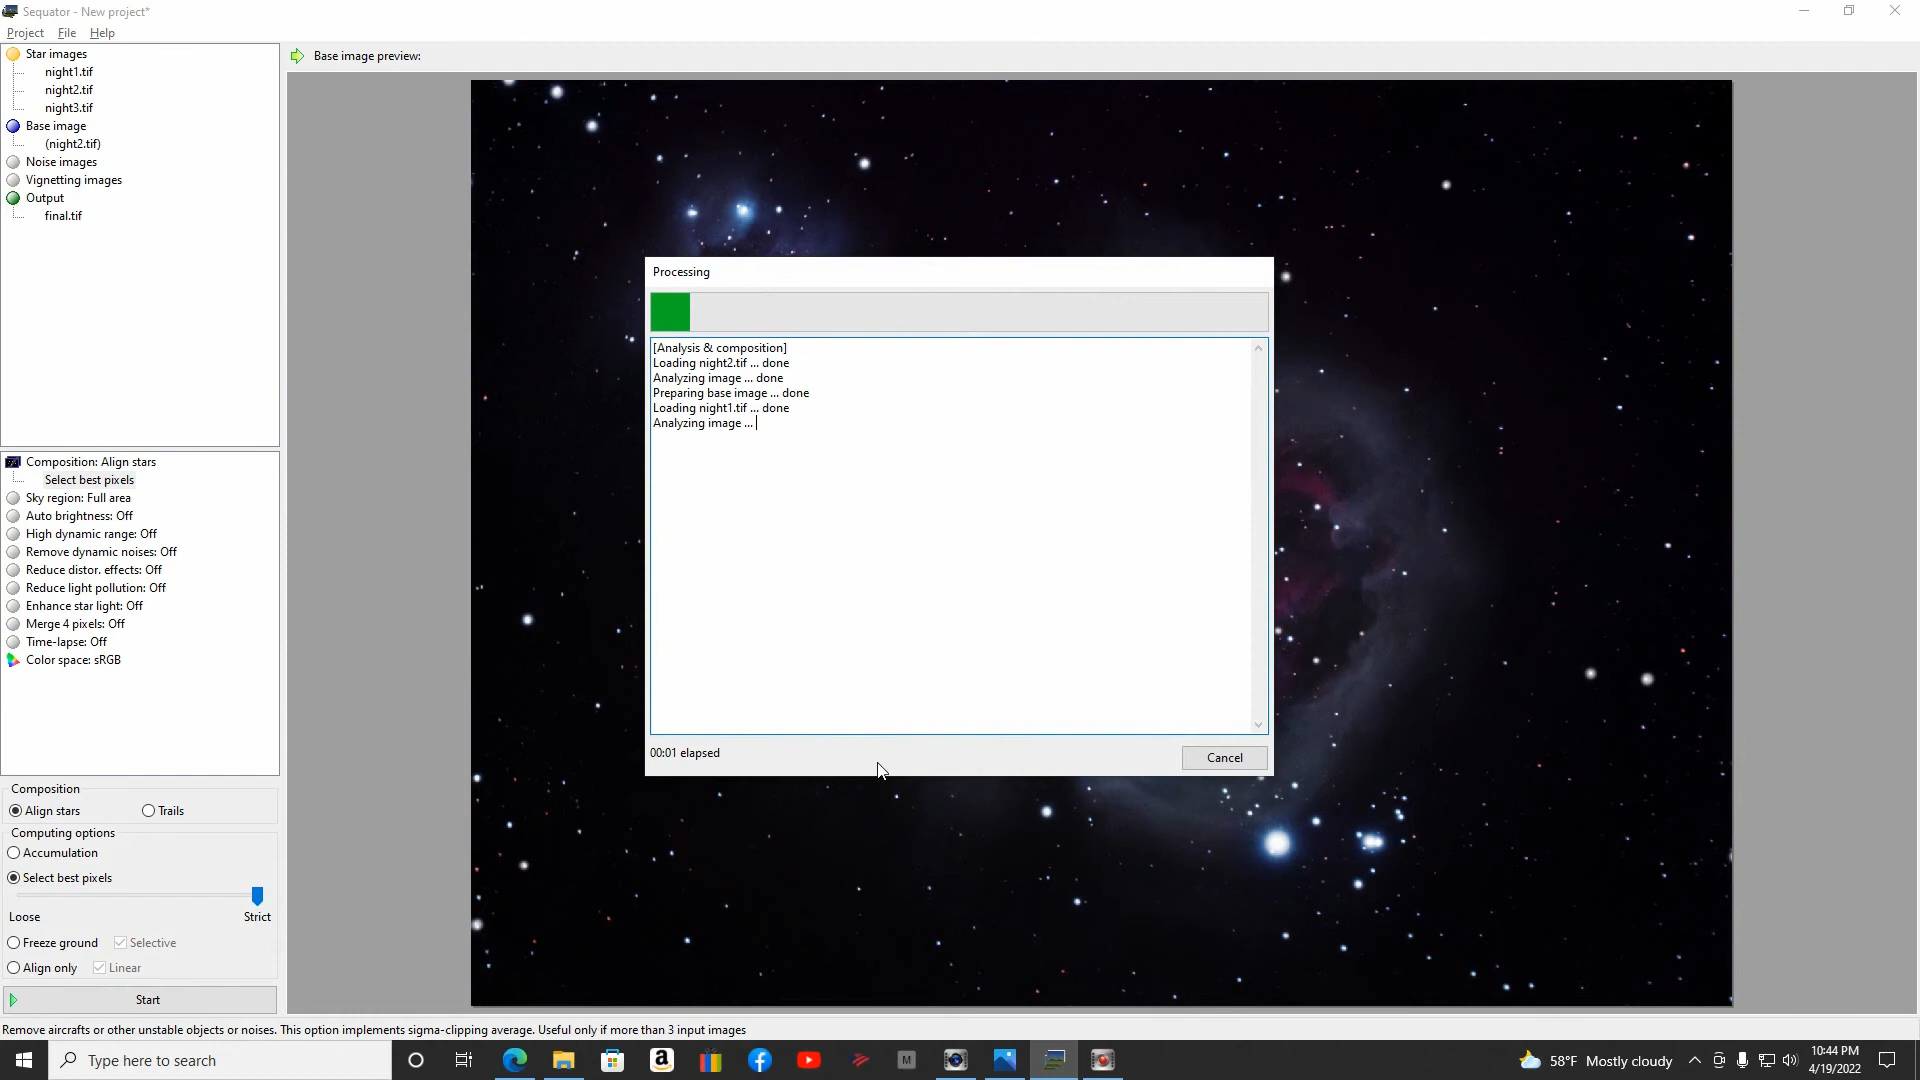 Sequator - New project*
Project File Help
Star images
night1.tif
night2.tif
night3.tif
Base image
(night2.tif)
Noise images
Vignetting images
Output
final.tif
Base image preview:
Processing
[Analysis & composition]
Loading night2.tif ... done
Analyzing image ... done
Preparing base image ... done
Loading night1.tif ... done
Analyzing image ...
00:01 elapsed
Cancel
Composition: Align stars
Select best pixels
Sky region: Full area
Auto brightness: Off
High dynamic range: Off
Remove dynamic noises: Off
Reduce distor. effects: Off
Reduce light pollution: Off
Enhance star light: Off
Merge 4 pixels: Off
Time-lapse: Off
Color space: sRGB
Composition
Align stars Trails
Computing options
Accumulation
Select best pixels
Loose Strict
Freeze ground Selective
Align only Linear
Start
Remove aircrafts or other unstable objects or noises. This option implements sigma-clipping average. Useful only if more than 3 input images
Type here to search
M
58°F Mostly cloudy
10:44 PM
4/19/2022